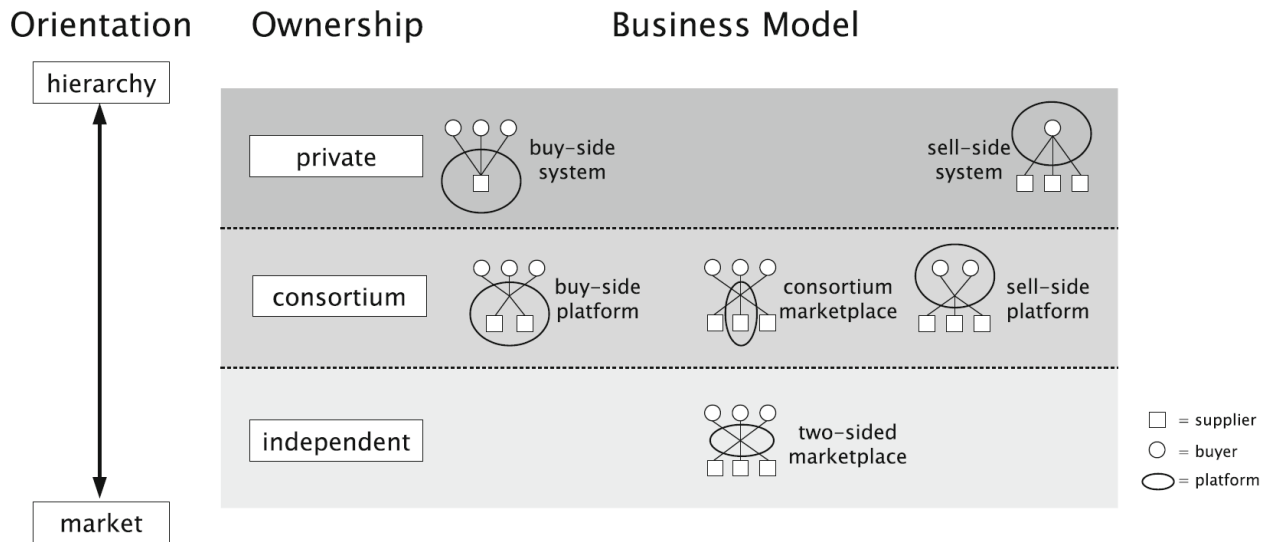 Orientation
Ownership
Business Model
hierarchy
private
buy-side
system
sell-side
system
consortium
buy-side
platform
consortium
marketplace
sell-side
platform
independent
two-sided
marketplace
market
= supplier
= buyer
= platform